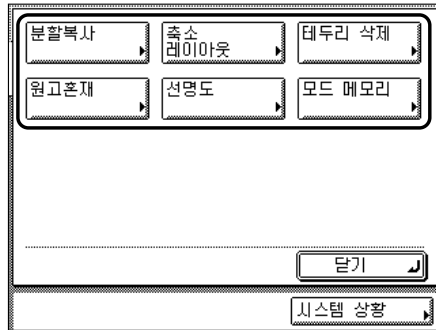 분할복사
축소
레이아웃
테두리 삭제
원고혼재
선명도
모드 메모리
닫기
시스템 상황